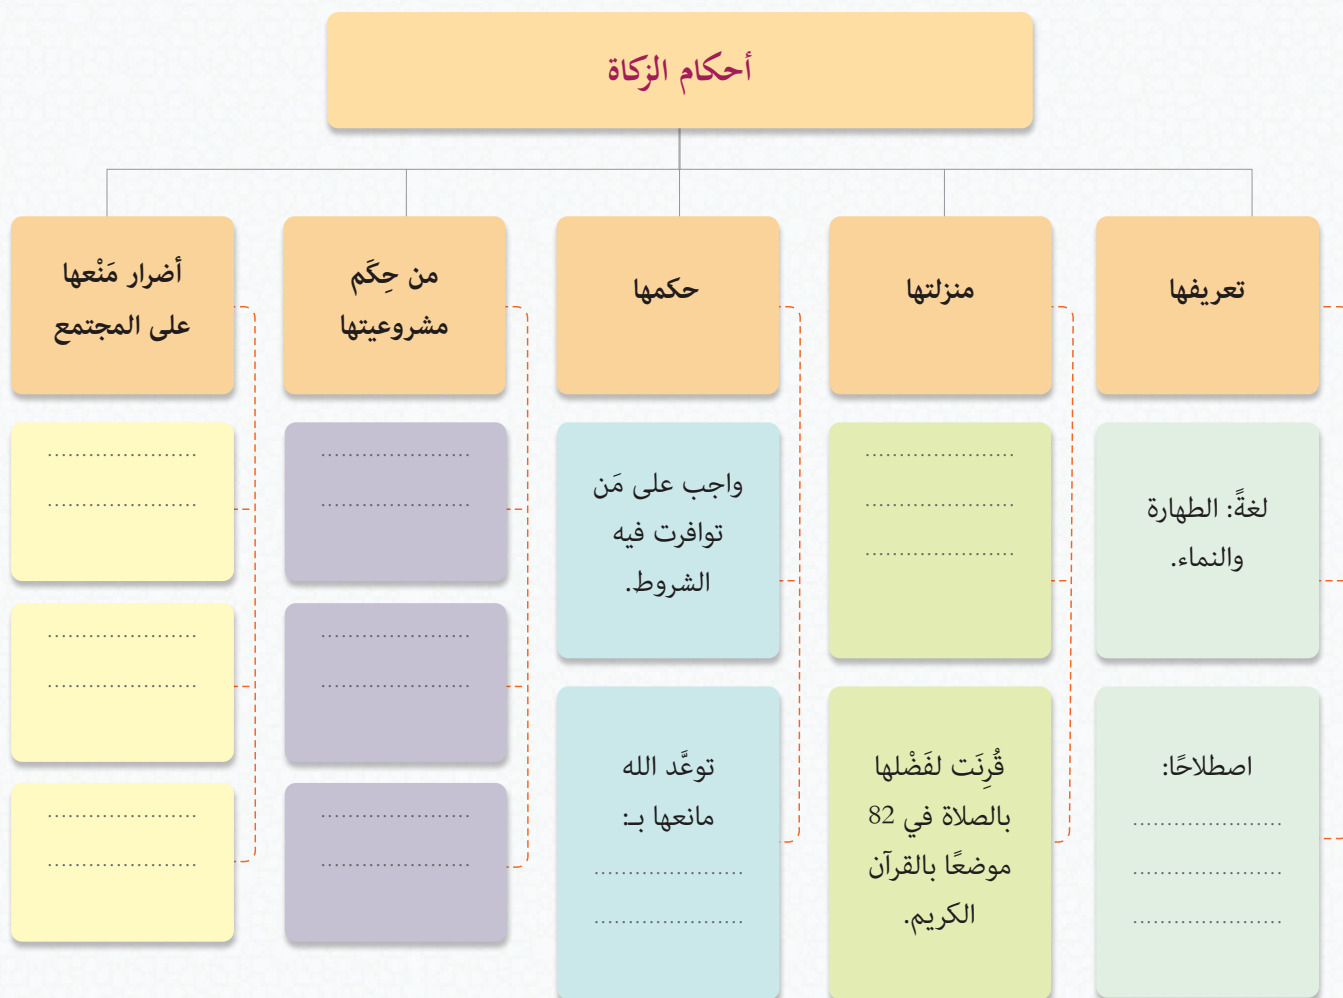 أحكام الزكاة
تعريفها
لغةً: الطهارة
والنماء.
اصطلاحًا:
......................
......................
......................
منزلتها
......................
......................
......................
قُرِنَت لفَضْلها
بالصلاة في 82
موضعًا بالقرآن
الكريم.
حكمها
واجب على مَن
توافرت فيه
الشروط.
توعَّد الله
مانعها بـ:
......................
......................
من حِكَم
مشروعيتها
......................
......................
......................
......................
......................
......................
أضرار مَنْعها
على المجتمع
......................
......................
......................
......................
......................
......................